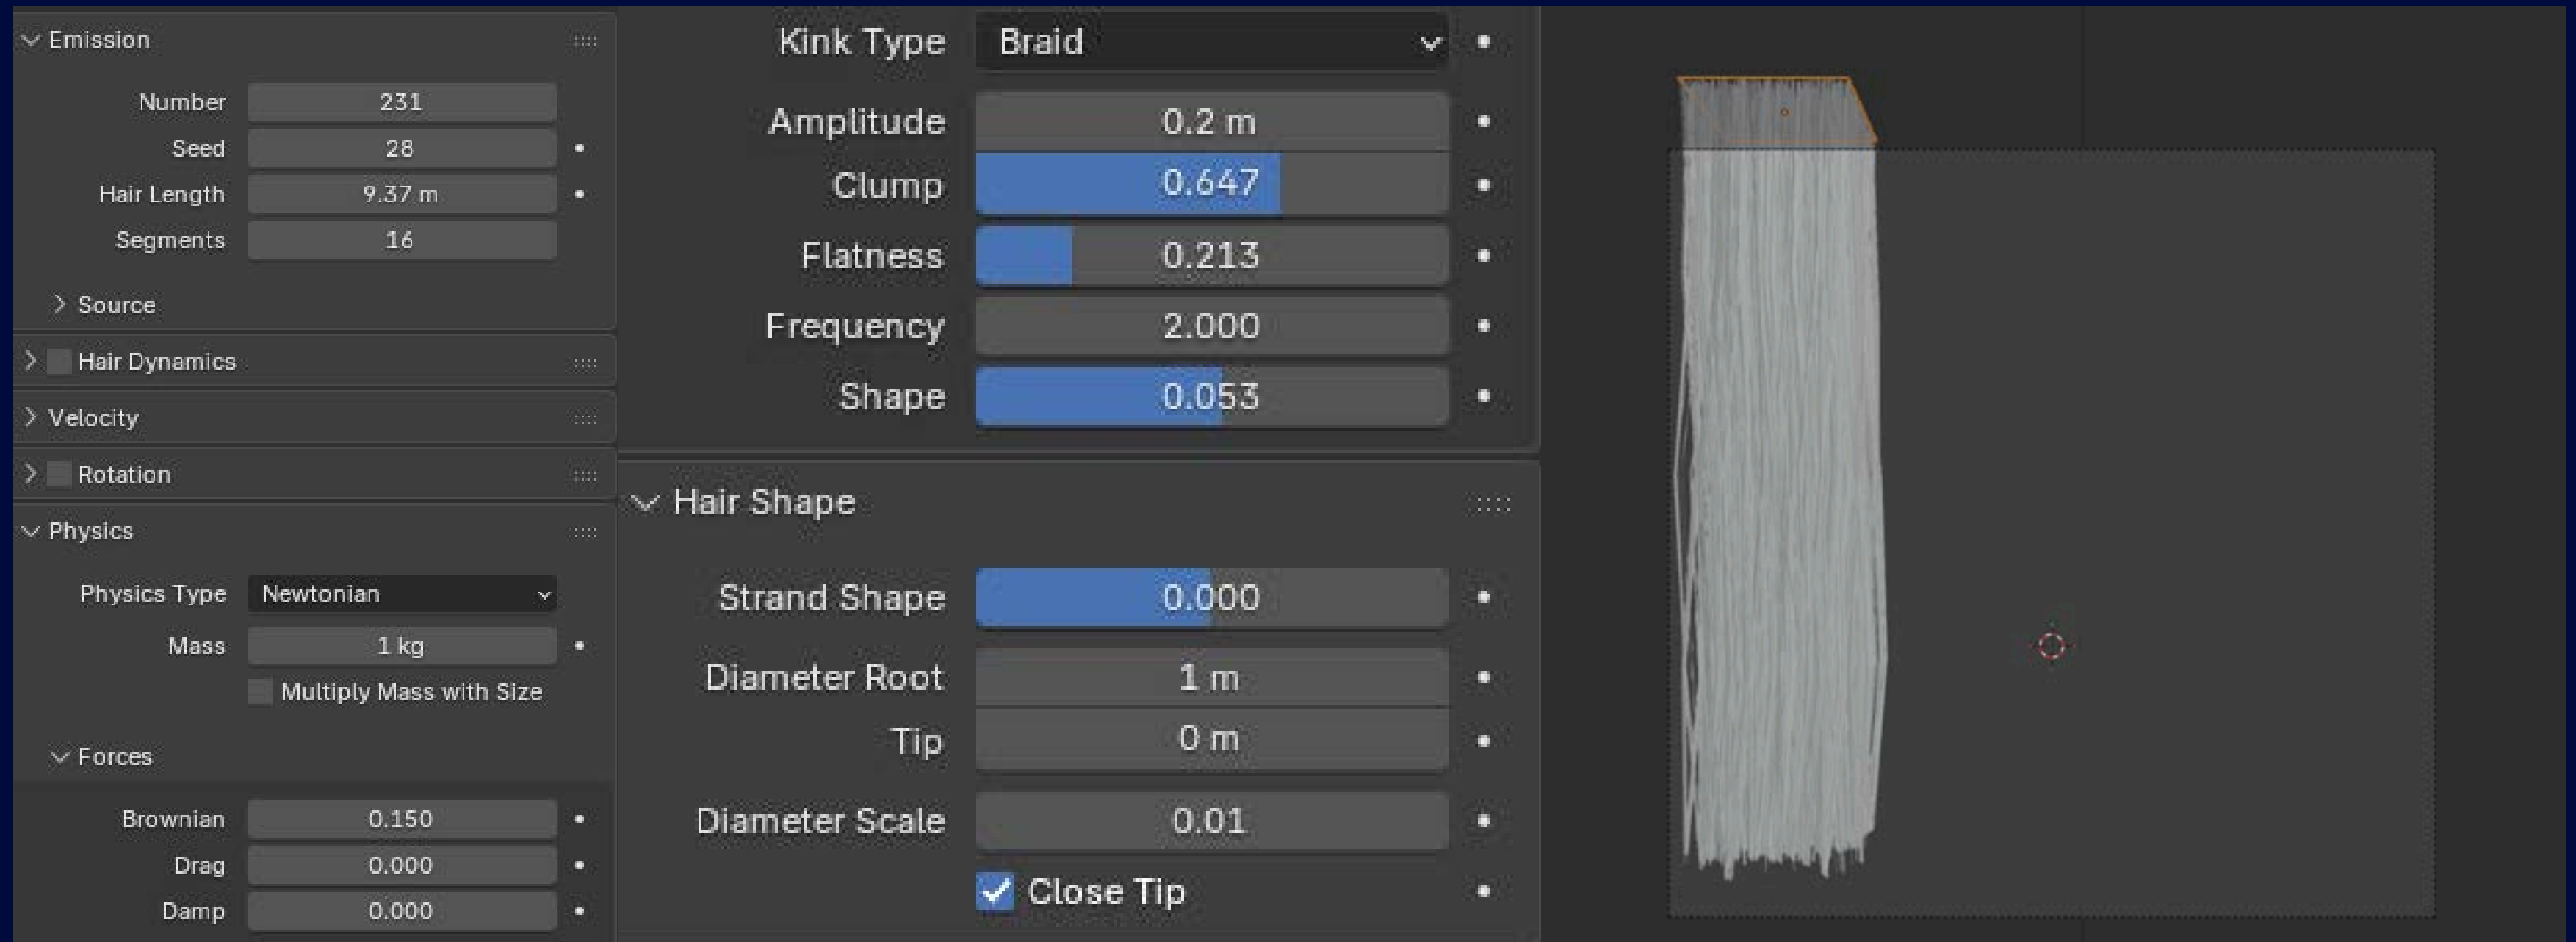 Emission
Number 231
Seed 28
Hair Length 9.37 m
Segments 16
Source
Hair Dynamics
Velocity
Rotation
Physics
Physics Type Newtonian
Mass 1 kg
Multiply Mass with Size
Forces
Brownian 0.150
Drag 0.000
Damp 0.000
Kink Type Braid
Amplitude 0.2 m
Clump 0.647
Flatness 0.213
Frequency 2.000
Shape 0.053
Hair Shape
Strand Shape 0.000
Diameter Root 1 m
Tip 0 m
Diameter Scale 0.01
Close Tip